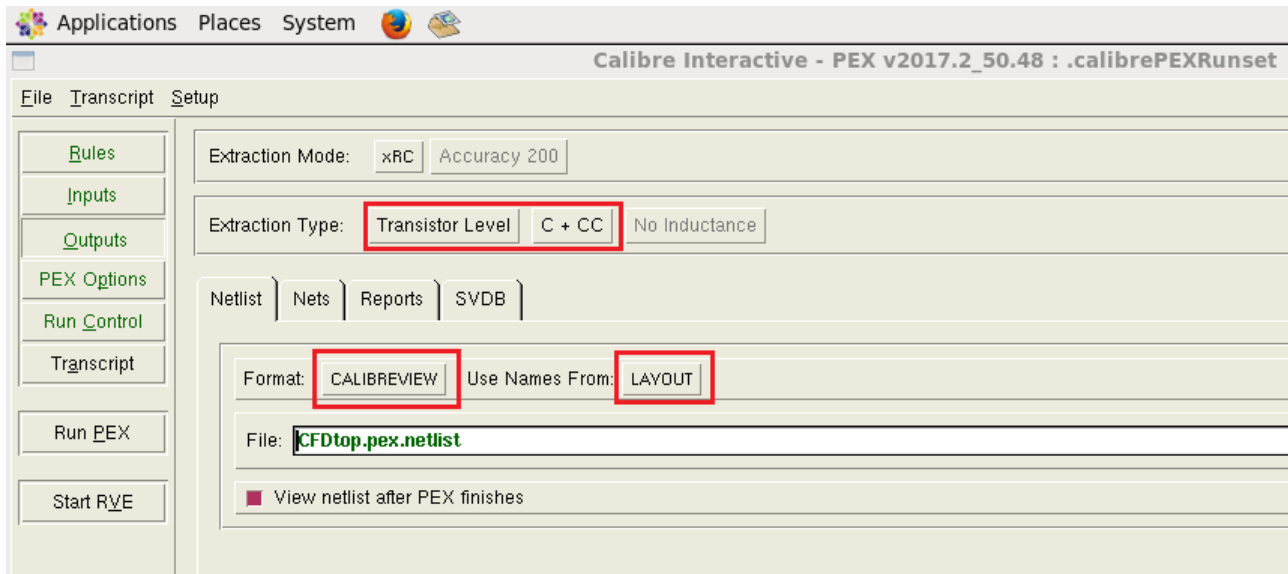 Applications Places System
Calibre Interactive - PEX v2017.2_50.48 : .calibrePEXRunset
File Transcript Setup
Rules
Inputs
Outputs
PEX Options
Run Control
Transcript
Run PEX
Start RVE
Extraction Mode: xRC Accuracy 200
Extraction Type: Transistor Level C + CC No Inductance
Netlist Nets Reports SVDB
Format: CALIBREVIEW Use Names From: LAYOUT
File: CFDtop.pex.netlist
View netlist after PEX finishes